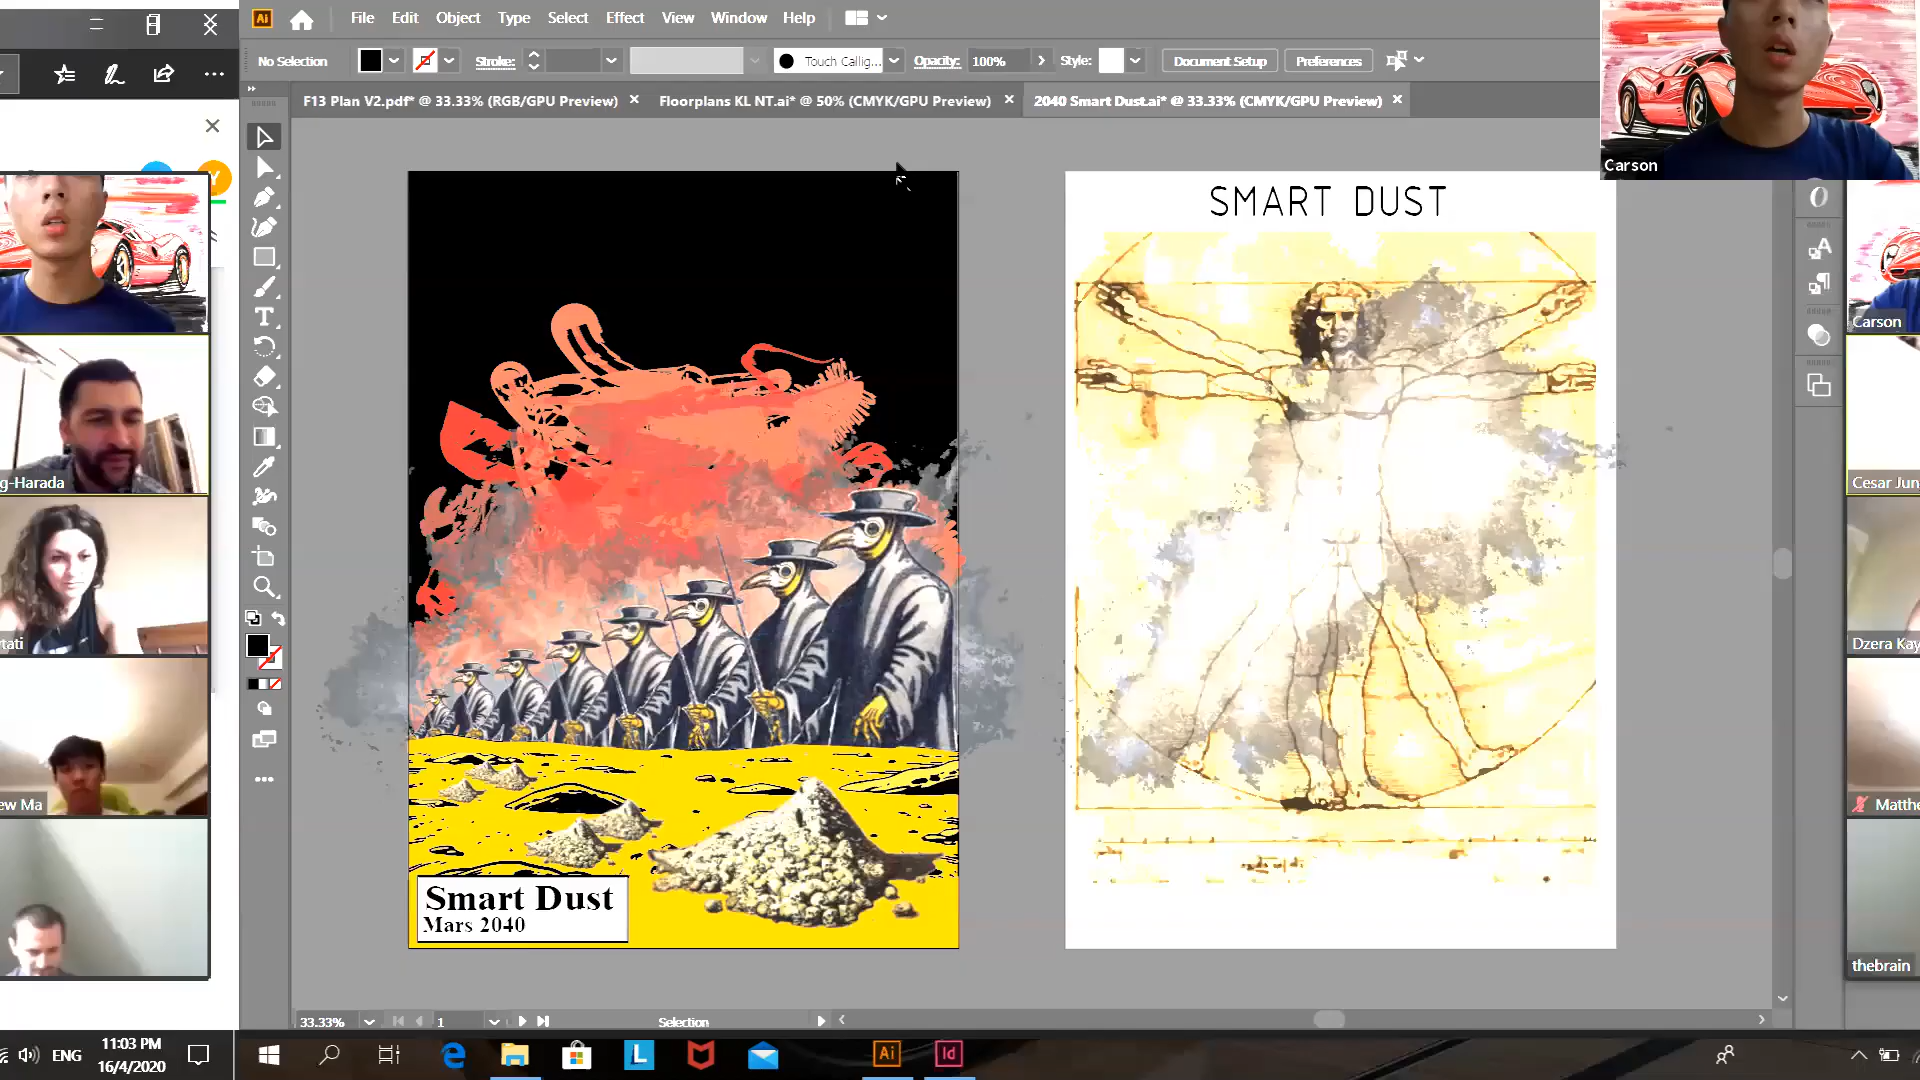 File Edit Object Type Select Effect View Window Help
No Selection
Stroke:
Touch Callig...
Opacity: 100%
Style:
Document Setup
Preferences
F13 Plan V2.pdf* @ 33.33% (RGB/GPU Preview)
Floorplans KL NT.ai* @ 50% (CMYK/GPU Preview)
2040 Smart Dust.ai* @ 33.33% (CMYK/GPU Preview)
Carson
Y
SMART DUST
Carson
g-Harada
Cesar Jun
tati
Dzera Kay
ew Ma
Matthe
Smart Dust
Mars 2040
thebrain
33.33%
1
Selection
ENG
11:03 PM
16/4/2020
Ai
Id